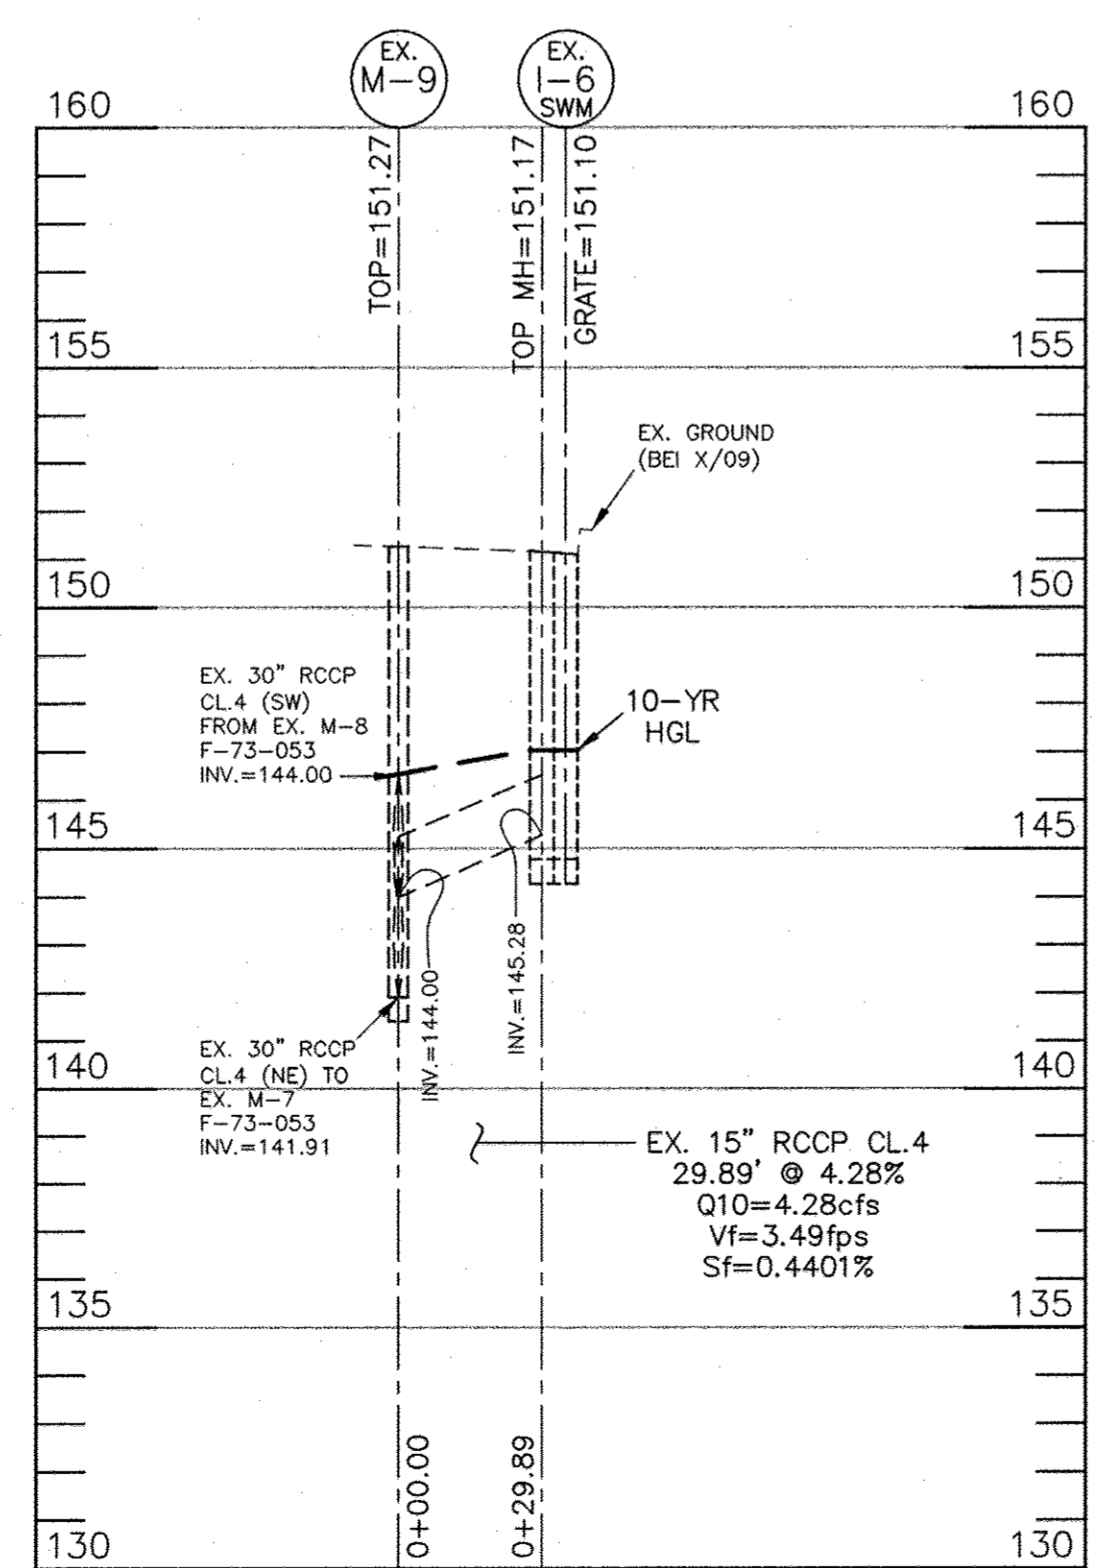 EX.
M-9
EX.
I-6
SWM
160
160
TOP=151.27
TOP MH=151.17
GRATE=151.10
155
155
EX. GROUND
(BEI X/09)
150
150
EX. 30" RCCP
CL.4 (SW)
FROM EX. M-8
F-73-053
INV.=144.00
10-YR
HGL
145
145
INV.=144.00
INV.=145.28
EX. 30" RCCP
CL.4 (NE) TO
EX. M-7
F-73-053
INV.=141.91
140
140
EX. 15" RCCP CL.4
29.89' @ 4.28%
Q10=4.28cfs
Vf=3.49fps
Sf=0.4401%
135
135
0+00.00
0+29.89
130
130